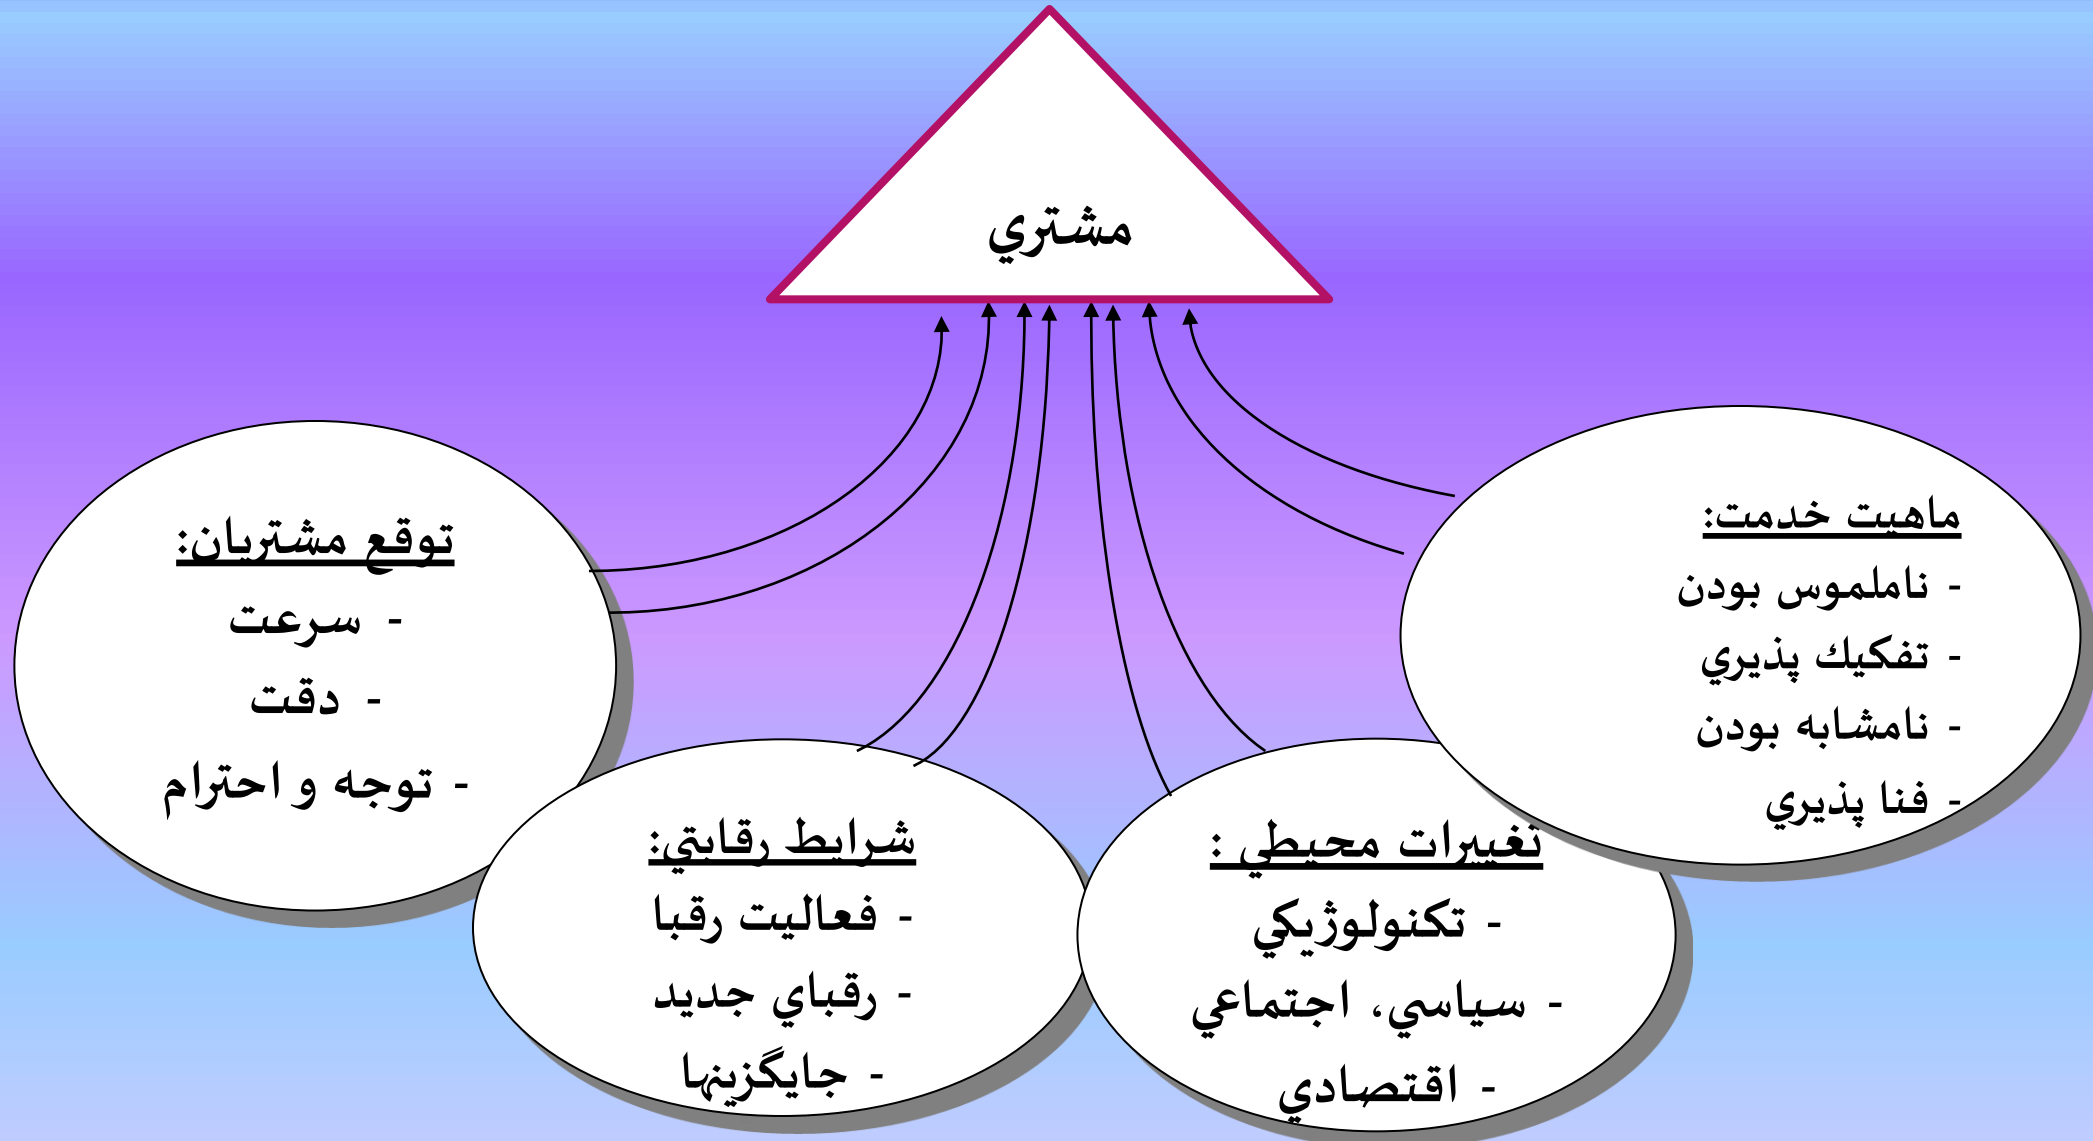 مشتري
ماهيت خدمت:
- ناملموس بودن
- تفكيك پذيري
- نامشابه بودن
- فنا پذيري
تغييرات محيطي :
- تكنولوژيكي
- سياسي، اجتماعي
- اقتصادي
شرايط رقابتي:
- فعاليت رقبا
- رقباي جديد
- جايگزينها
توقع مشتريان:
- سرعت
- دقت
- توجه و احترام